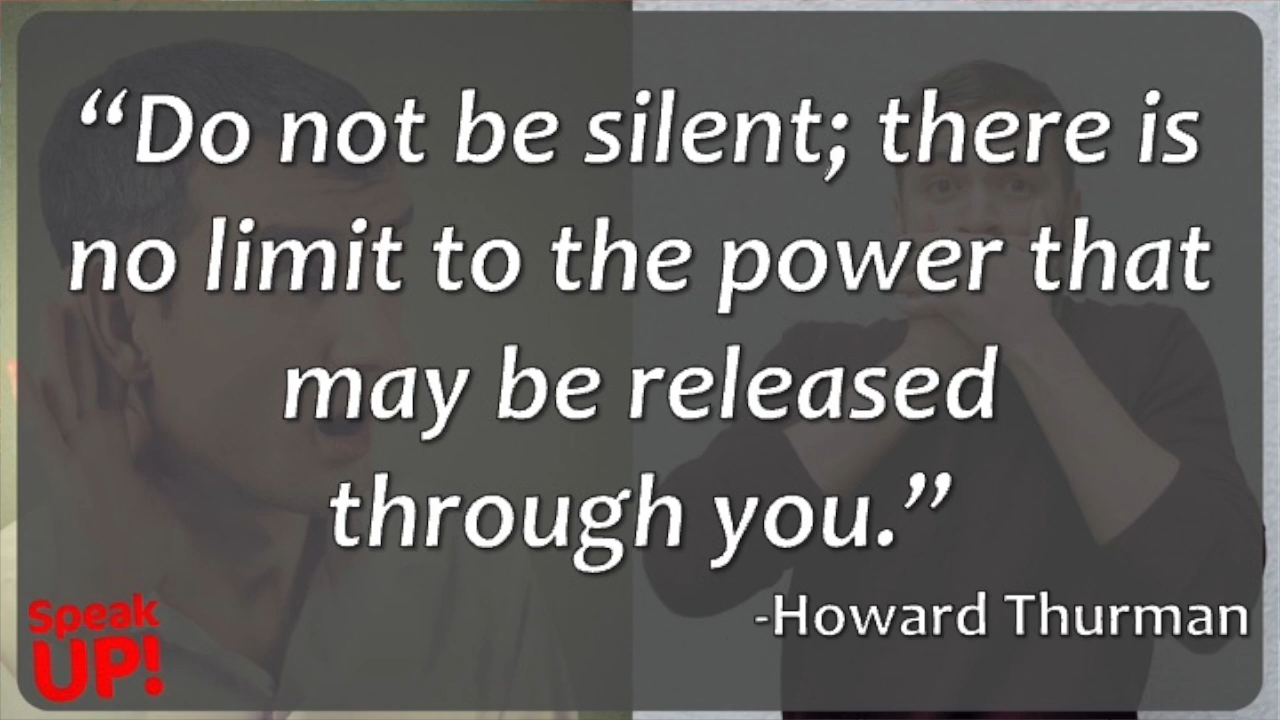 “Do not be silent; there is
no limit to the power that
may be released
through you.”
-Howard Thurman
Speak
UP!